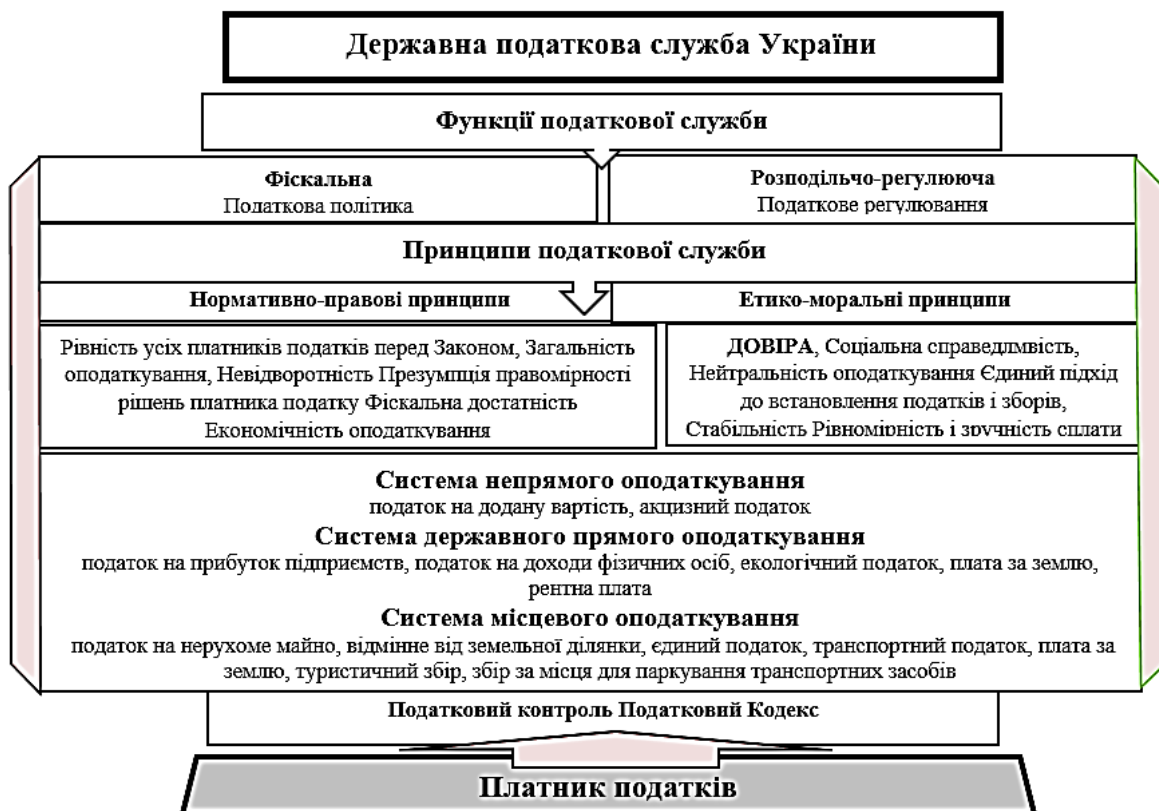 Державна податкова служба України
Функції податкової служби
Фіскальна
Податкова політика
Розподільчо-регулююча
Податкове регулювання
Принципи податкової служби
Нормативно-правові принципи
Етико-моральні принципи
Рівність усіх платників податків перед Законом, Загальність
оподаткування, Невідворотність Презумпція правомірності
рішень платника податку Фіскальна достатність
Економічність оподаткування
ДОВІРА, Соціальна справедлмвість,
Нейтральність оподаткування Єдиний підхід
до встановлення податків і зборів,
Стабільність Рівномірність і зручність сплати
Система непрямого оподаткування
податок на додану вартість, акцизний податок
Система державного прямого оподаткування
податок на прибуток підприємств, податок на доходи фізичних осіб, екологічний податок, плата за землю,
рентна плата
Система місцевого оподаткування
податок на нерухоме майно, відмінне від земельної ділянки, єдиний податок, транспортний податок, плата за
землю, туристичний збір, збір за місця для паркування транспортних засобів
Податковий контроль Податковий Кодекс
Платник податків